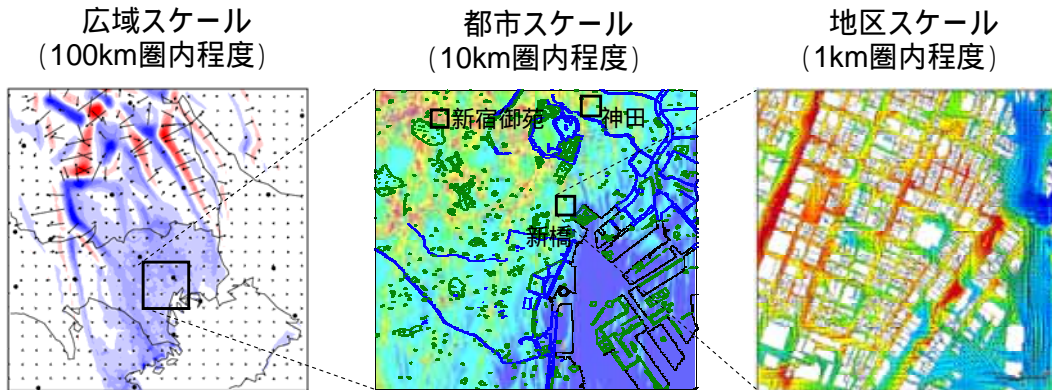 広域スケール
(100km圏内程度)
都市スケール
(10km圏内程度)
地区スケール
(1km圏内程度)
新宿御苑
神田
新橋